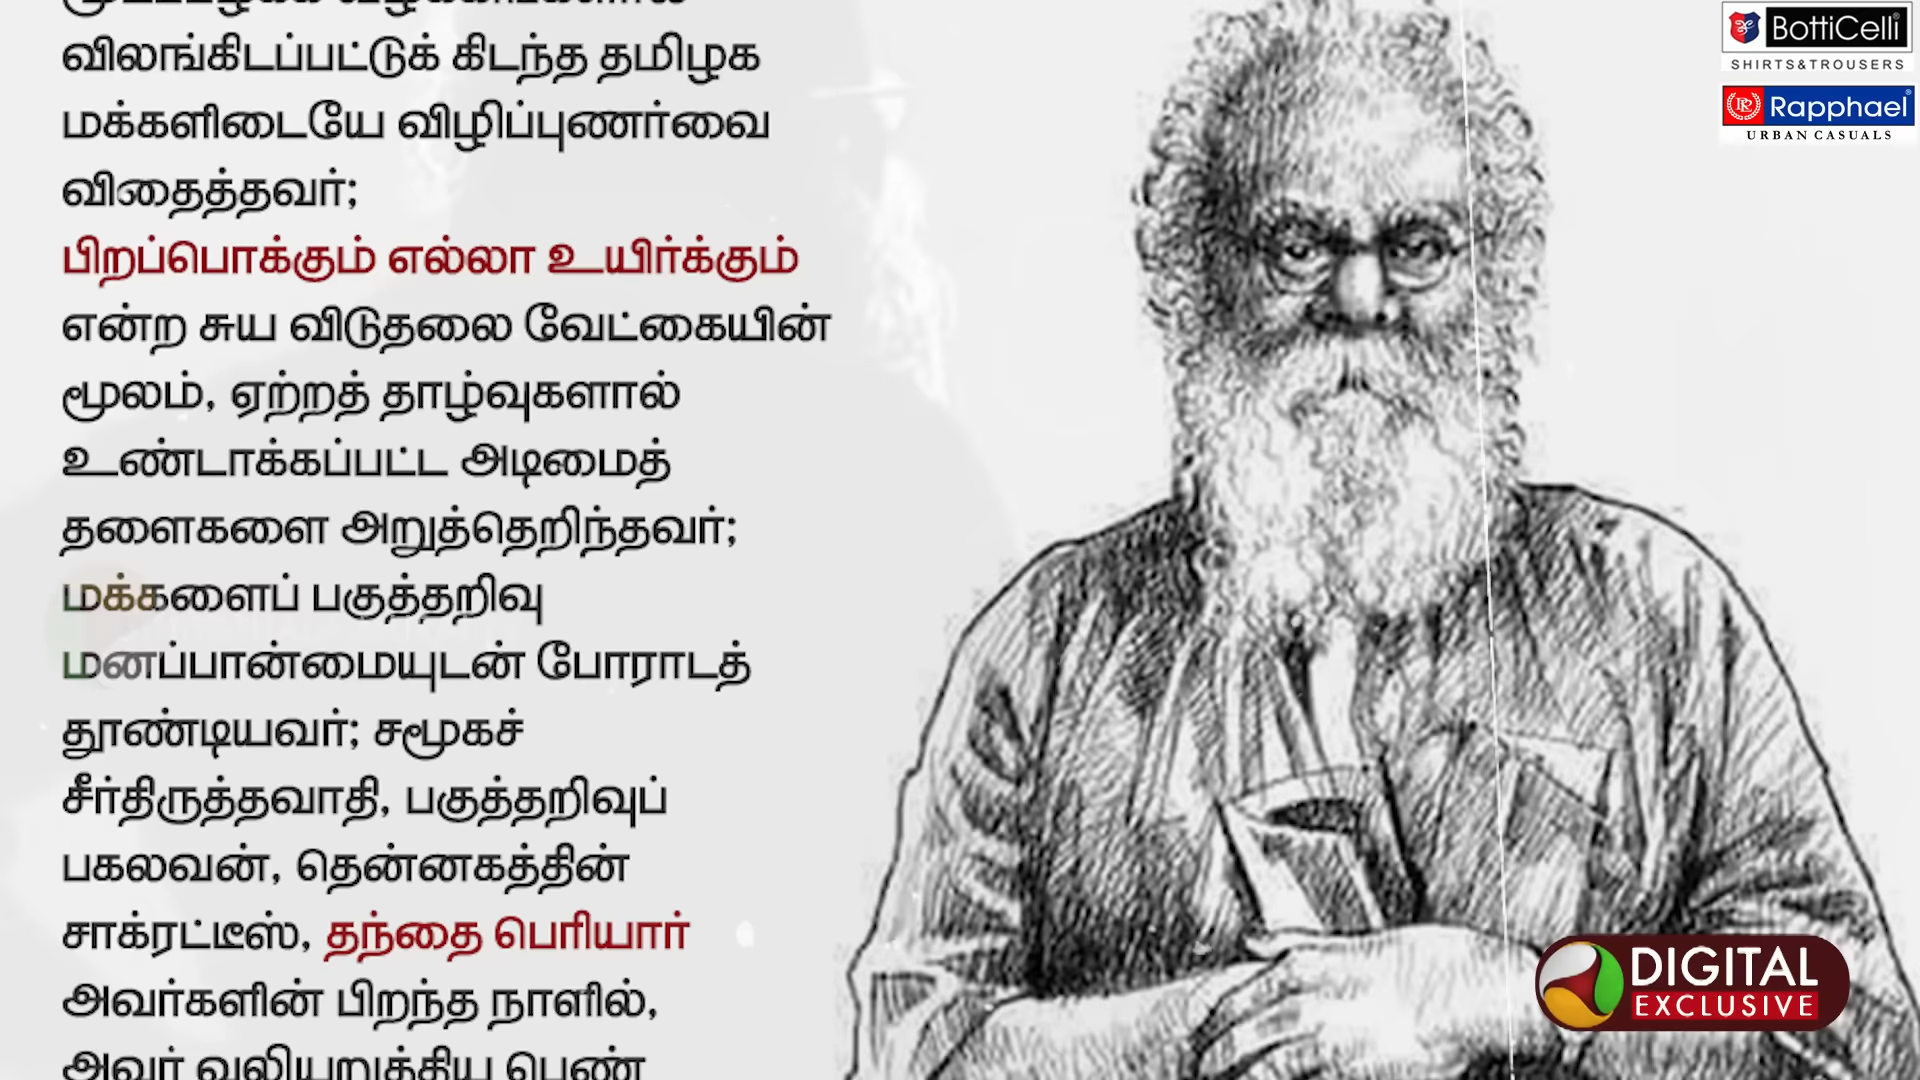 விலங்கிடப்பட்டுக் கிடந்த தமிழக
மக்களிடையே விழிப்புணர்வை
விதைத்தவர்;
பிறப்பொக்கும் எல்லா உயிர்க்கும்
என்ற சுய விடுதலை வேட்கையின்
மூலம், ஏற்றத் தாழ்வுகளால்
உண்டாக்கப்பட்ட அடிமைத்
தளைகளை அறுத்தெறிந்தவர்;
மக்களைப் பகுத்தறிவு
மனப்பான்மையுடன் போராடத்
தூண்டியவர்; சமூகச்
சீர்திருத்தவாதி, பகுத்தறிவுப்
பகலவன், தென்னகத்தின்
சாக்ரட்டீஸ், தந்தை பெரியார்
அவர்களின் பிறந்த நாளில்,
அவர் வலியுறுத்திய பெண்
BottiCelli®
SHIRTS&TROUSERS
Rapphael®
URBAN CASUALS
DIGITAL
EXCLUSIVE